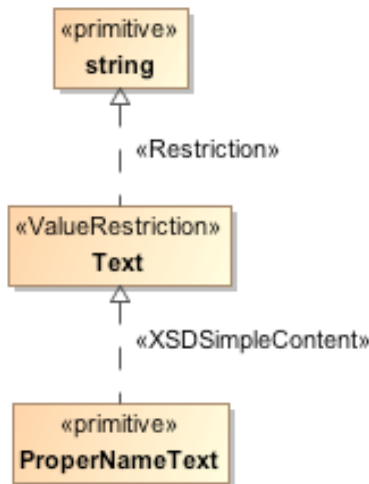 «primitive»
string
«Restriction»
«ValueRestriction»
Text
«XSDSimpleContent»
«primitive»
ProperNameText